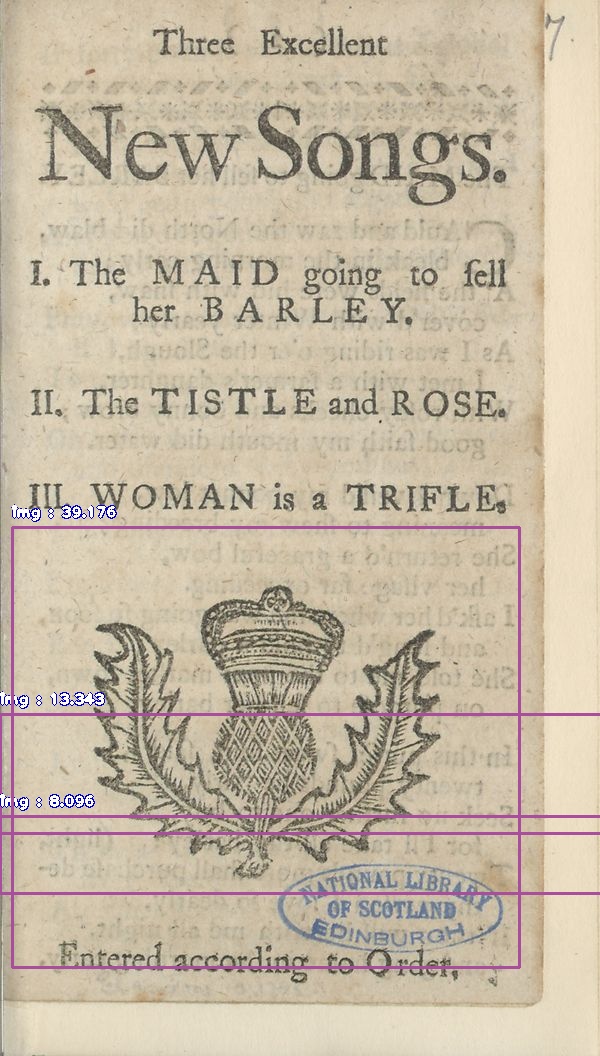 7.
Three Excellent
New Songs.
I. The MAID going to ſell
her BARLEY.
II. The TISTLE and ROSE.
III. WOMAN is a TRIFLE.
img : 39.176
img : 13.343
img : 8.096
NATIONAL LIBRARY
OF SCOTLAND
EDINBURGH
Entered according to Order.